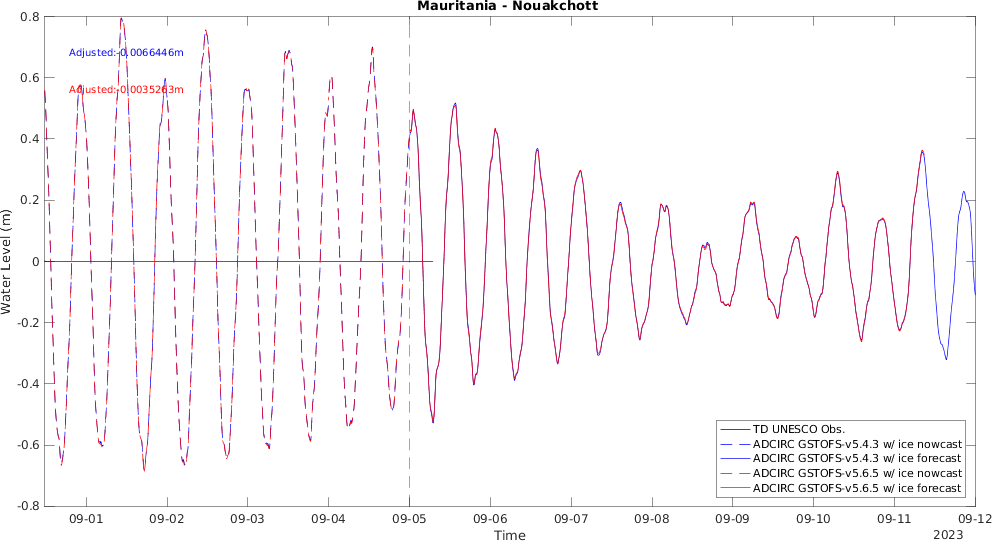 Mauritania - Nouakchott
0.8
0.6
0.4
0.2
0
-0.2
-0.4
-0.6
-0.8
Water Level (m)
Adjusted:-0.0066446m
Adjusted:-0.0035263m
TD UNESCO Obs.
ADCIRC GSTOFS-v5.4.3 w/ ice nowcast
ADCIRC GSTOFS-v5.4.3 w/ ice forecast
ADCIRC GSTOFS-v5.6.5 w/ ice nowcast
ADCIRC GSTOFS-v5.6.5 w/ ice forecast
09-01 09-02 09-03 09-04 09-05 09-06 09-07 09-08 09-09 09-10 09-11 09-12
Time
2023